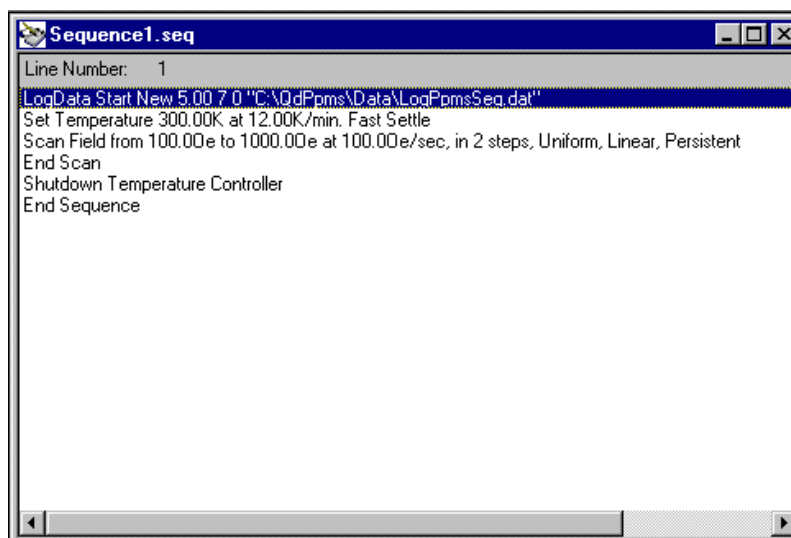 Sequence1.seq
Line Number: 1
LogData Start New 5.00 7 0 "C:\QdPpms\Data\LogPpmsSeq.dat"
Set Temperature 300.00K at 12.00K/min. Fast Settle
Scan Field from 100.0Oe to 1000.0Oe at 100.0Oe/sec, in 2 steps, Uniform, Linear, Persistent
End Scan
Shutdown Temperature Controller
End Sequence